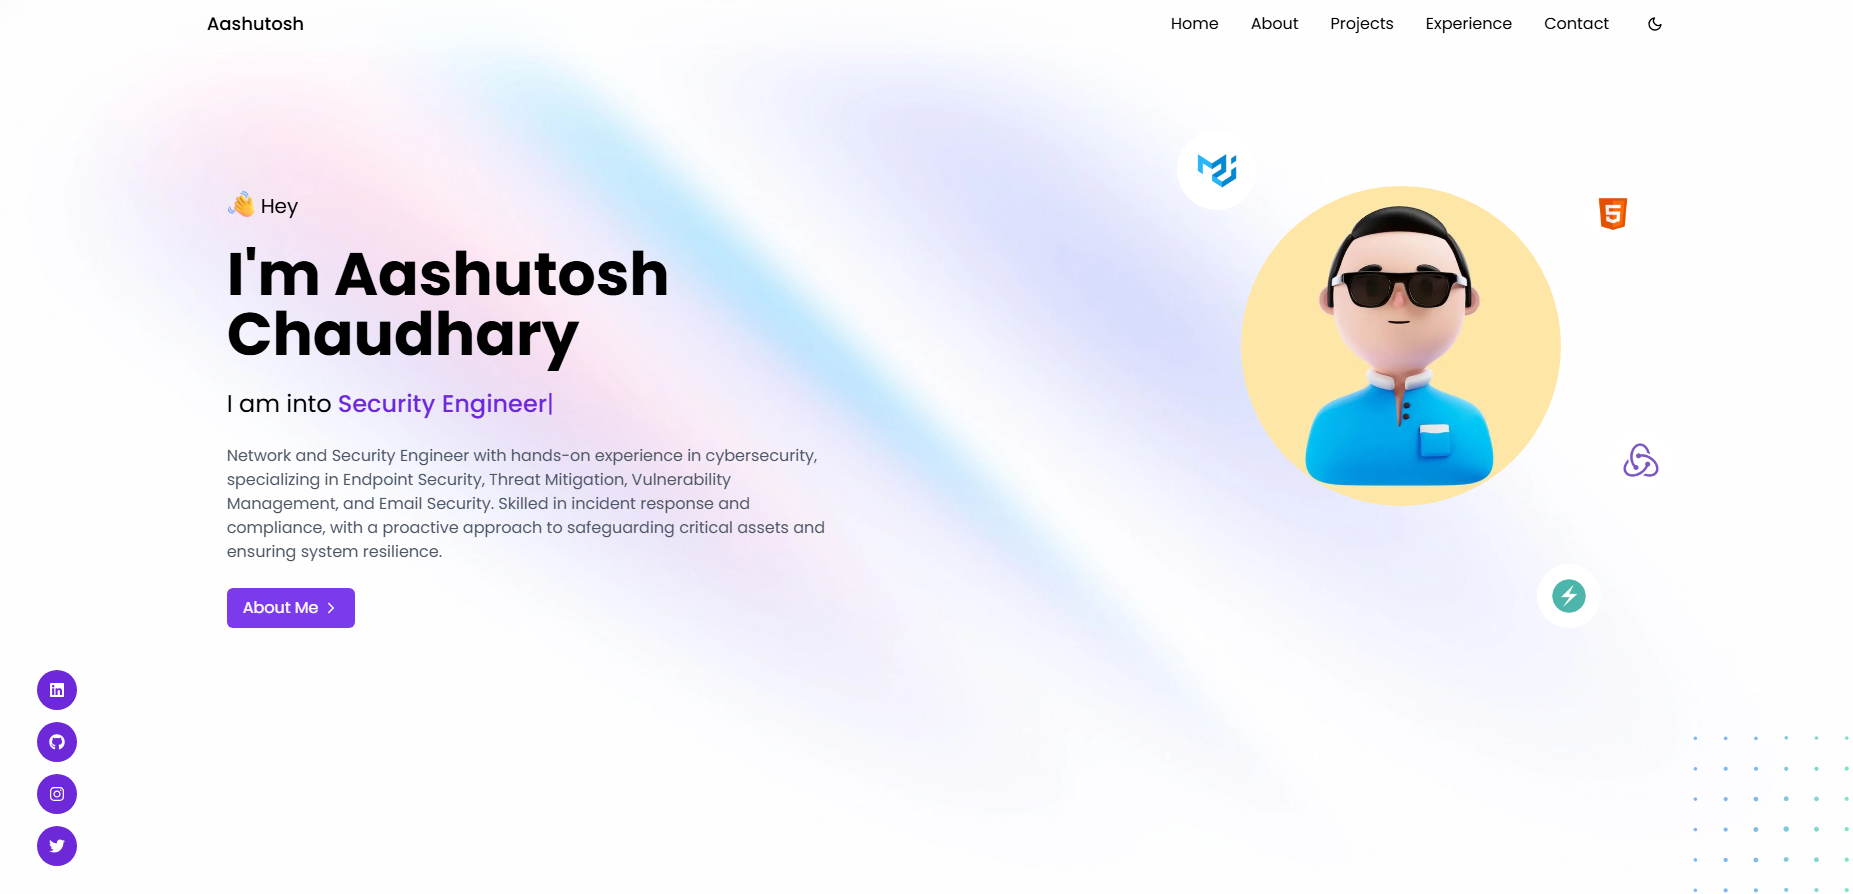 Aashutosh
Home About Projects Experience Contact
👋 Hey
I'm Aashutosh
Chaudhary
I am into Security Engineer|
Network and Security Engineer with hands-on experience in cybersecurity,
specializing in Endpoint Security, Threat Mitigation, Vulnerability
Management, and Email Security. Skilled in incident response and
compliance, with a proactive approach to safeguarding critical assets and
ensuring system resilience.
About Me